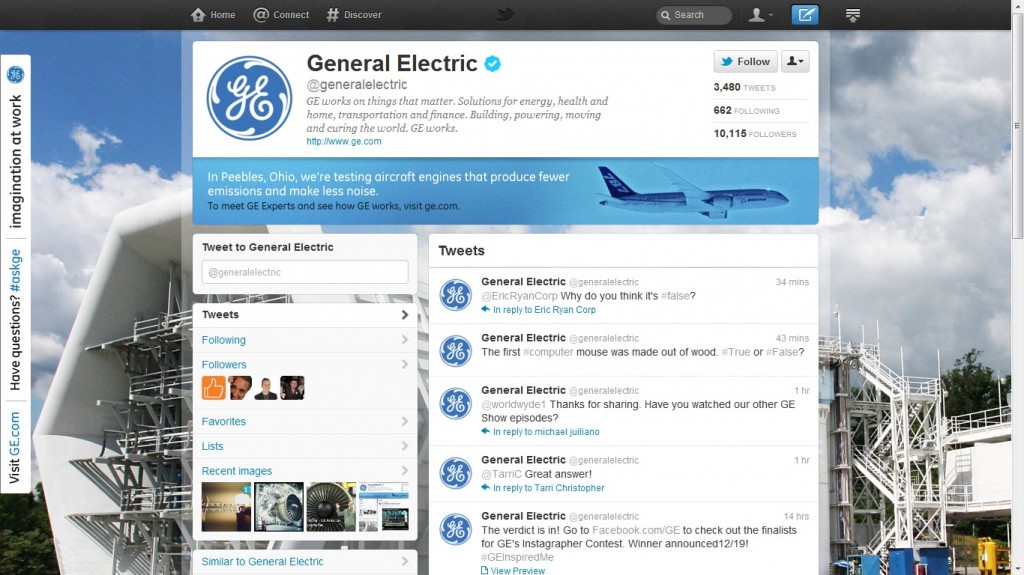 Home @ Connect # Discover Search
General Electric
@generalelectric
GE works on things that matter. Solutions for energy, health and
home, transportation and finance. Building, powering, moving
and curing the world. GE works.
http://www.ge.com
Follow
3,480 TWEETS
662 FOLLOWING
10,115 FOLLOWERS
In Peebles, Ohio, we're testing aircraft engines that produce fewer
emissions and make less noise.
To meet GE Experts and see how GE works, visit ge.com.
787
BOEING
imagination at work
Have questions? #askge
Visit GE.com
Tweet to General Electric
@generalelectric
Tweets
Following
Followers
Favorites
Lists
Recent images
Similar to General Electric
Tweets
General Electric @generalelectric 34 mins
@EricRyanCorp Why do you think it's #false?
In reply to Eric Ryan Corp
General Electric @generalelectric 43 mins
The first #computer mouse was made out of wood. #True or #False?
General Electric @generalelectric 1 hr
@worldwyde1 Thanks for sharing. Have you watched our other GE
Show episodes?
In reply to michael juiliano
General Electric @generalelectric 1 hr
@TarriC Great answer!
In reply to Tarri Christopher
General Electric @generalelectric 14 hrs
The verdict is in! Go to Facebook.com/GE to check out the finalists
for GE's Instagrapher Contest. Winner announced12/19!
#GEInspiredMe
View Preview